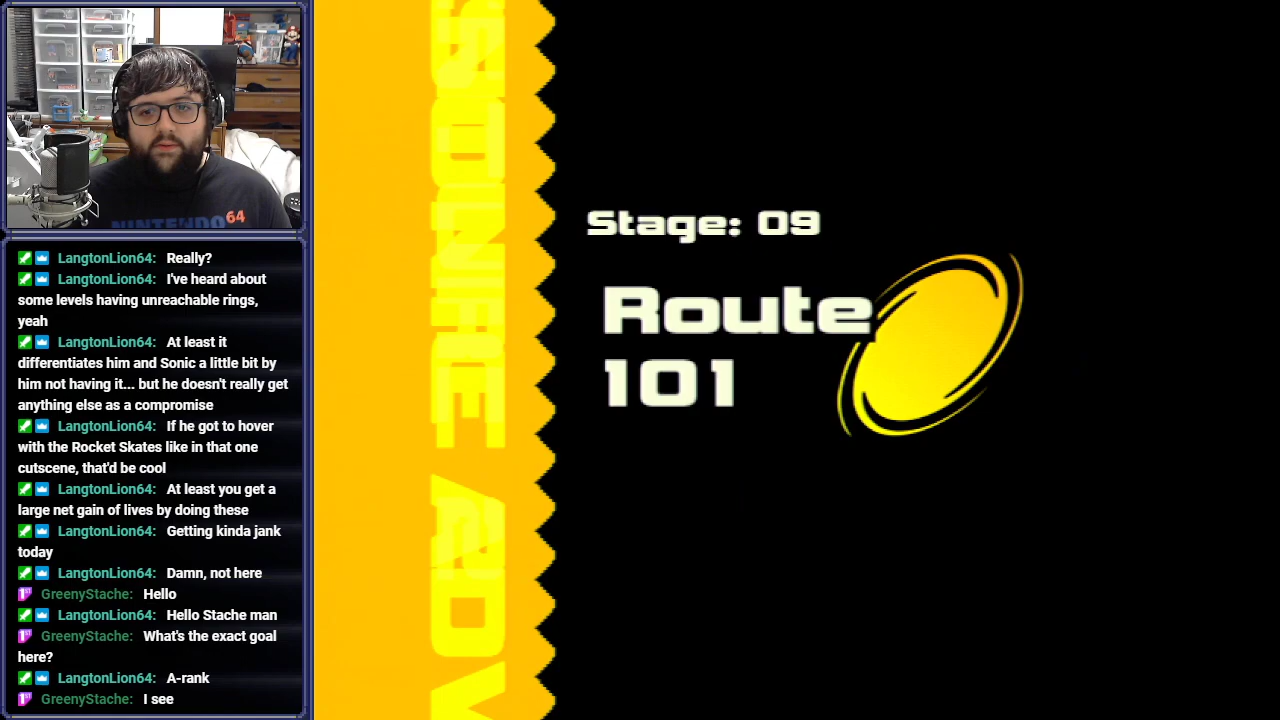 NINTENDO 64
LangtonLion64: Really?
LangtonLion64: I've heard about
some levels having unreachable rings,
yeah
LangtonLion64: At least it
differentiates him and Sonic a little bit by
him not having it... but he doesn't really get
anything else as a compromise
LangtonLion64: If he got to hover
with the Rocket Skates like in that one
cutscene, that'd be cool
LangtonLion64: At least you get a
large net gain of lives by doing these
LangtonLion64: Getting kinda jank
today
LangtonLion64: Damn, not here
GreenyStache: Hello
LangtonLion64: Hello Stache man
GreenyStache: What's the exact goal
here?
LangtonLion64: A-rank
GreenyStache: I see
Stage: 09
Route
101